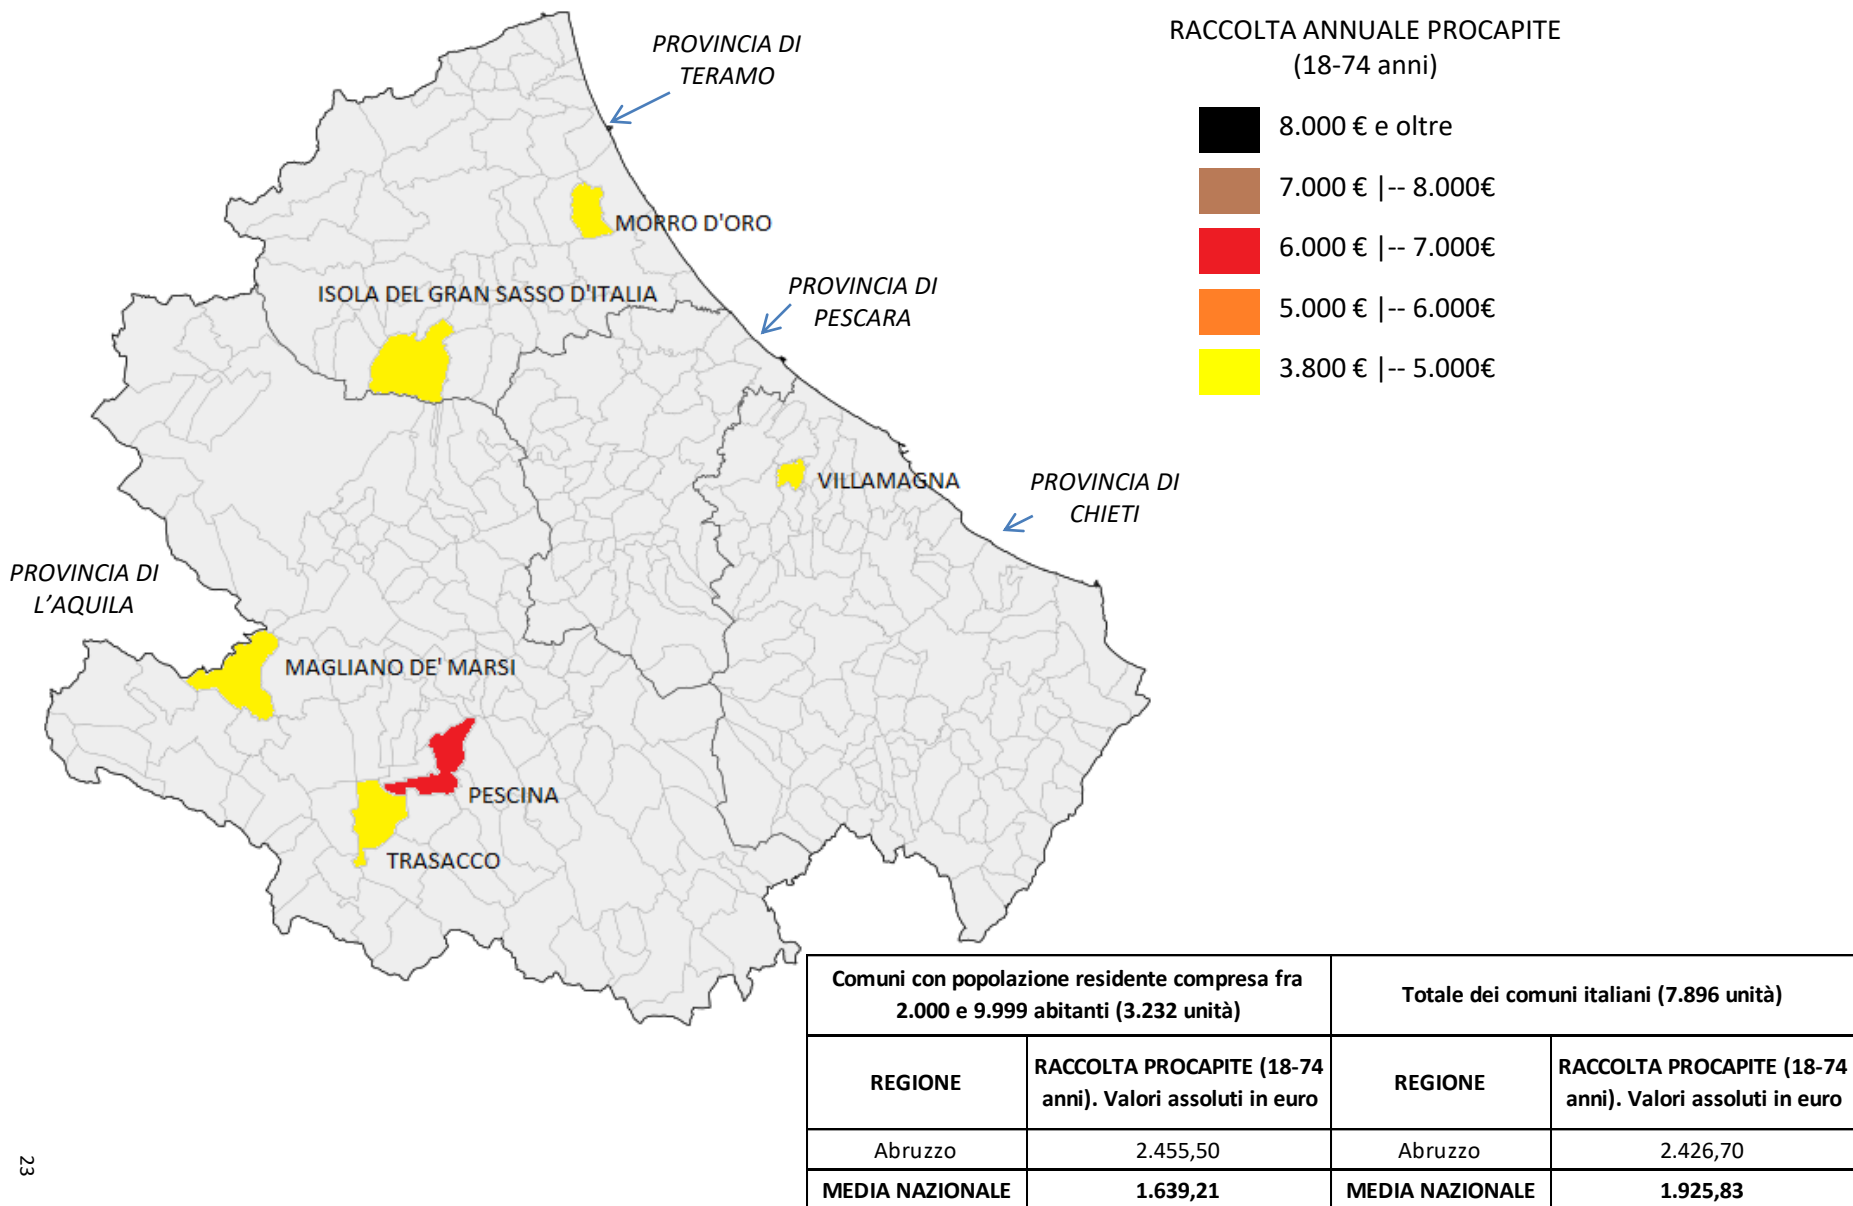 RACCOLTA ANNUALE PROCAPITE
(18-74 anni)
8.000 € e oltre
7.000 € |-- 8.000€
6.000 € |-- 7.000€
5.000 € |-- 6.000€
3.800 € |-- 5.000€
PROVINCIA DI
TERAMO
MORRO D'ORO
ISOLA DEL GRAN SASSO D'ITALIA
PROVINCIA DI
PESCARA
VILLAMAGNA
PROVINCIA DI
CHIETI
PROVINCIA DI
L’AQUILA
MAGLIANO DE' MARSI
PESCINA
TRASACCO
Comuni con popolazione residente compresa fra
2.000 e 9.999 abitanti (3.232 unità)
Totale dei comuni italiani (7.896 unità)
REGIONE
RACCOLTA PROCAPITE (18-74
anni). Valori assoluti in euro
REGIONE
RACCOLTA PROCAPITE (18-74
anni). Valori assoluti in euro
Abruzzo 2.455,50 Abruzzo 2.426,70
MEDIA NAZIONALE 1.639,21 MEDIA NAZIONALE 1.925,83
23